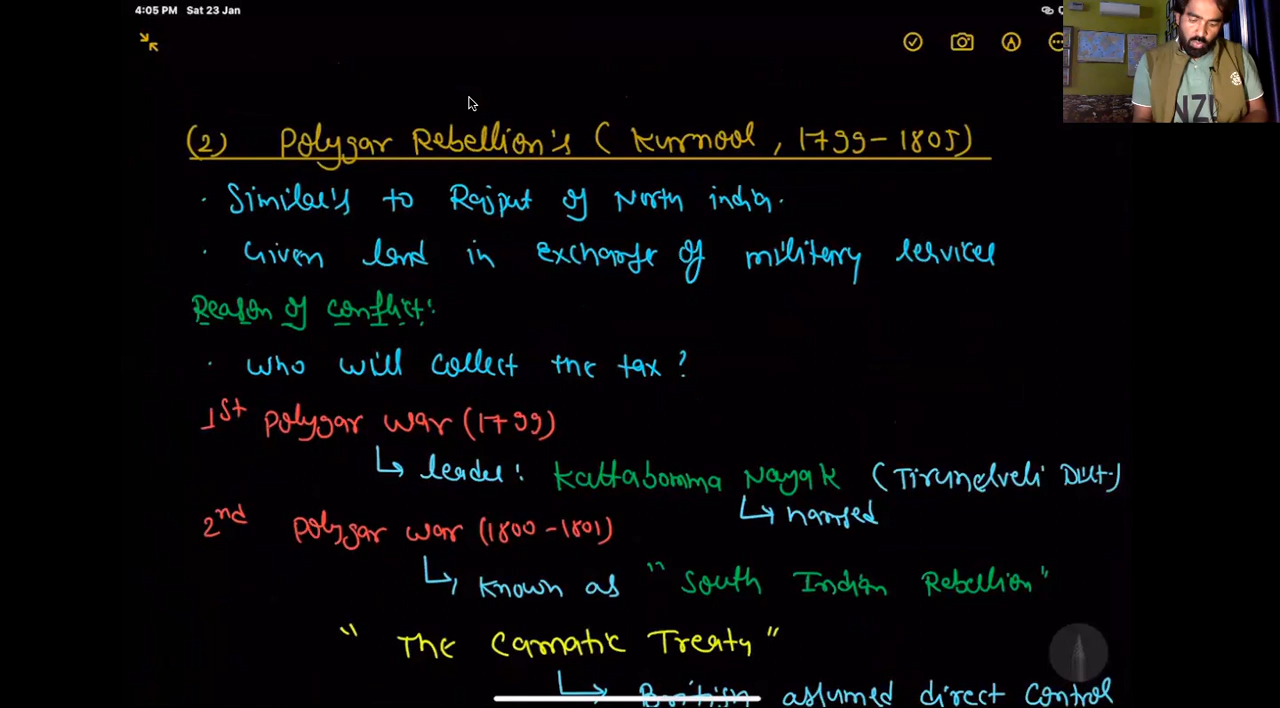 4:05 PM Sat 23 Jan
(2) Polygar Rebellion's (Kurnool, 1799-1805)
· Similar's to Rajput of North india.
· Given land in exchange of military services
Reason of conflict:
· Who will collect the tax?
1st Polygar war (1799)
↳ leader: Kattabomma Nayak (Tirunelveli Ditt.)
↳ hanged
2nd Polygar war (1800-1801)
↳ known as "South Indian Rebellion"
"The Carnatic Treaty"
↳ British assumed direct control
NZL